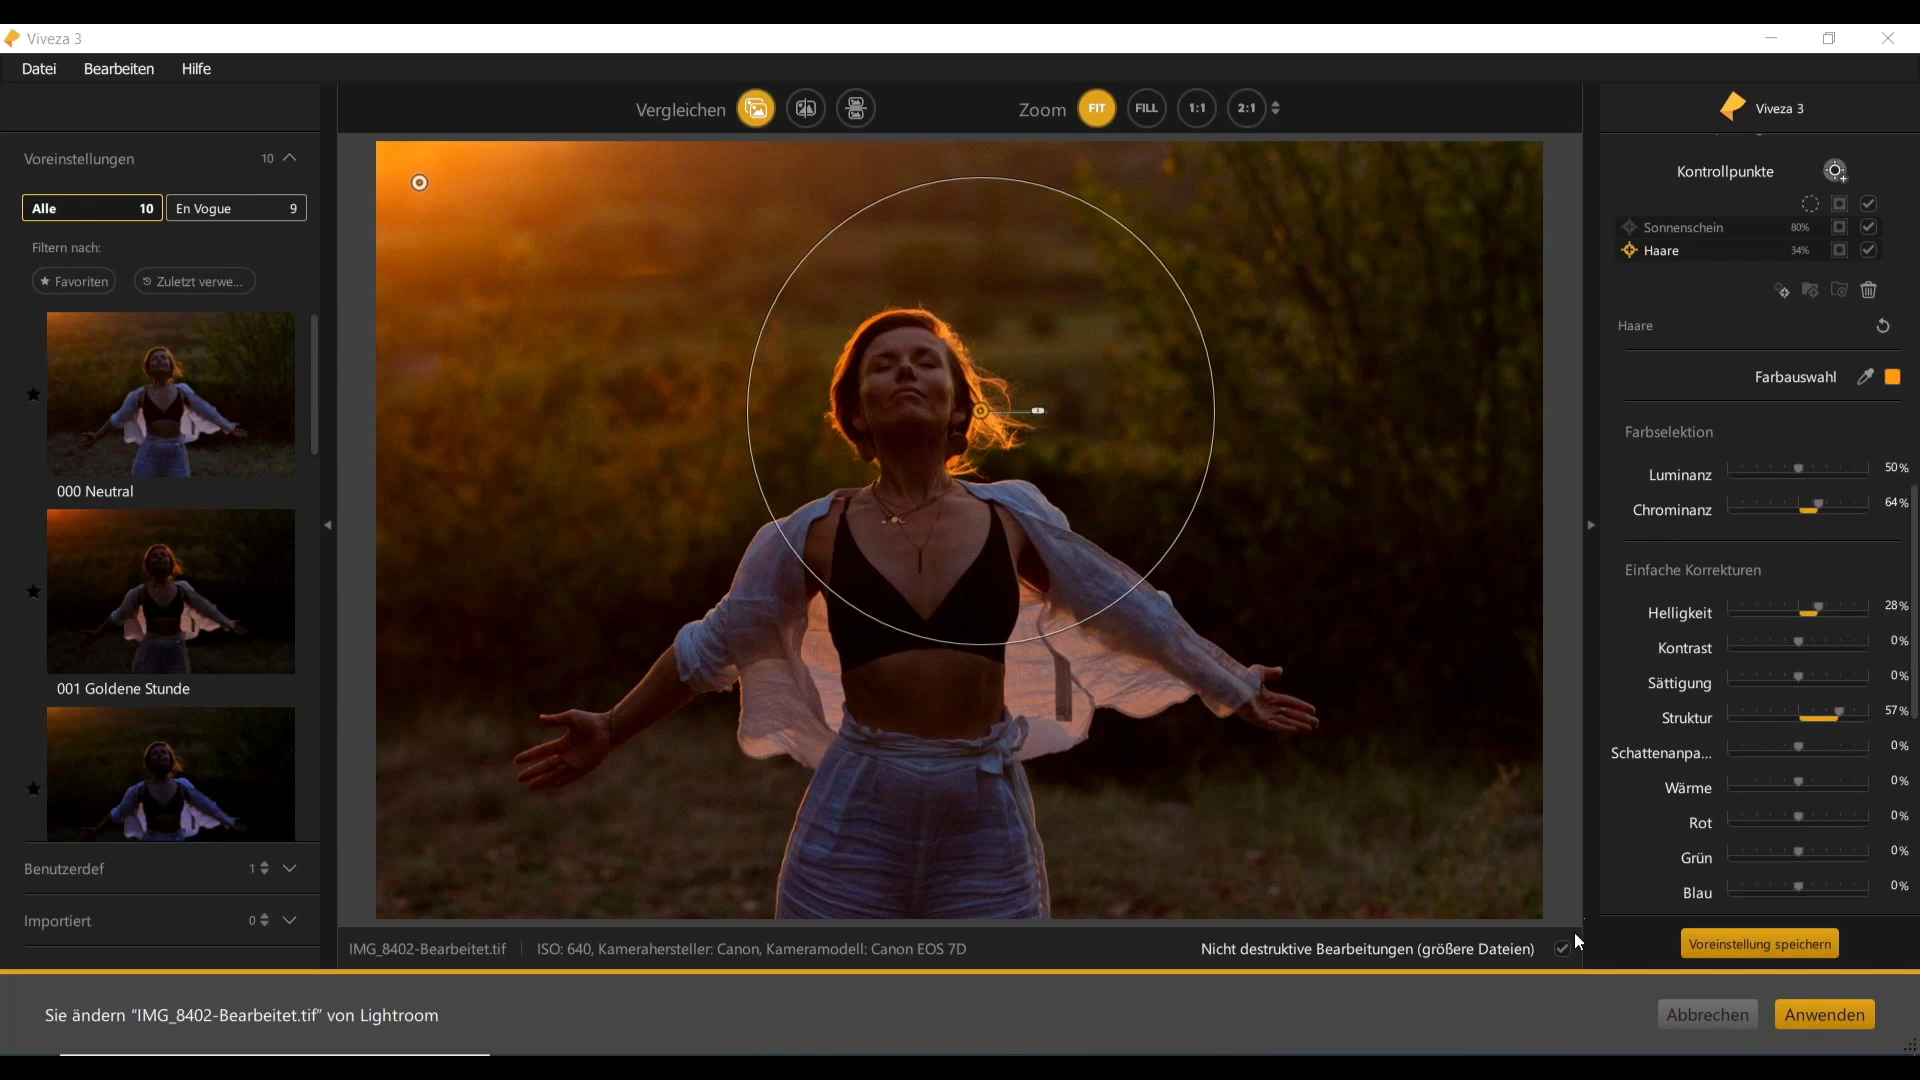 Viveza 3
Datei Bearbeiten Hilfe
Vergleichen Zoom FIT FILL 1:1 2:1
Viveza 3
Voreinstellungen 10
Alle 10 En Vogue 9
Filtern nach:
Favoriten Zuletzt verwe...
000 Neutral
001 Goldene Stunde
Benutzerdef 1
Importiert 0
Kontrollpunkte
Sonnenschein 80%
Haare 34%
Haare
Farbauswahl
Farbselektion
Luminanz 50%
Chrominanz 64%
Einfache Korrekturen
Helligkeit 28%
Kontrast 0%
Sättigung 0%
Struktur 57%
Schattenanpa... 0%
Wärme 0%
Rot 0%
Grün 0%
Blau 0%
Voreinstellung speichern
IMG_8402-Bearbeitet.tif ISO: 640, Kamerahersteller: Canon, Kameramodell: Canon EOS 7D Nicht destruktive Bearbeitungen (größere Dateien)
Sie ändern "IMG_8402-Bearbeitet.tif" von Lightroom
Abbrechen Anwenden